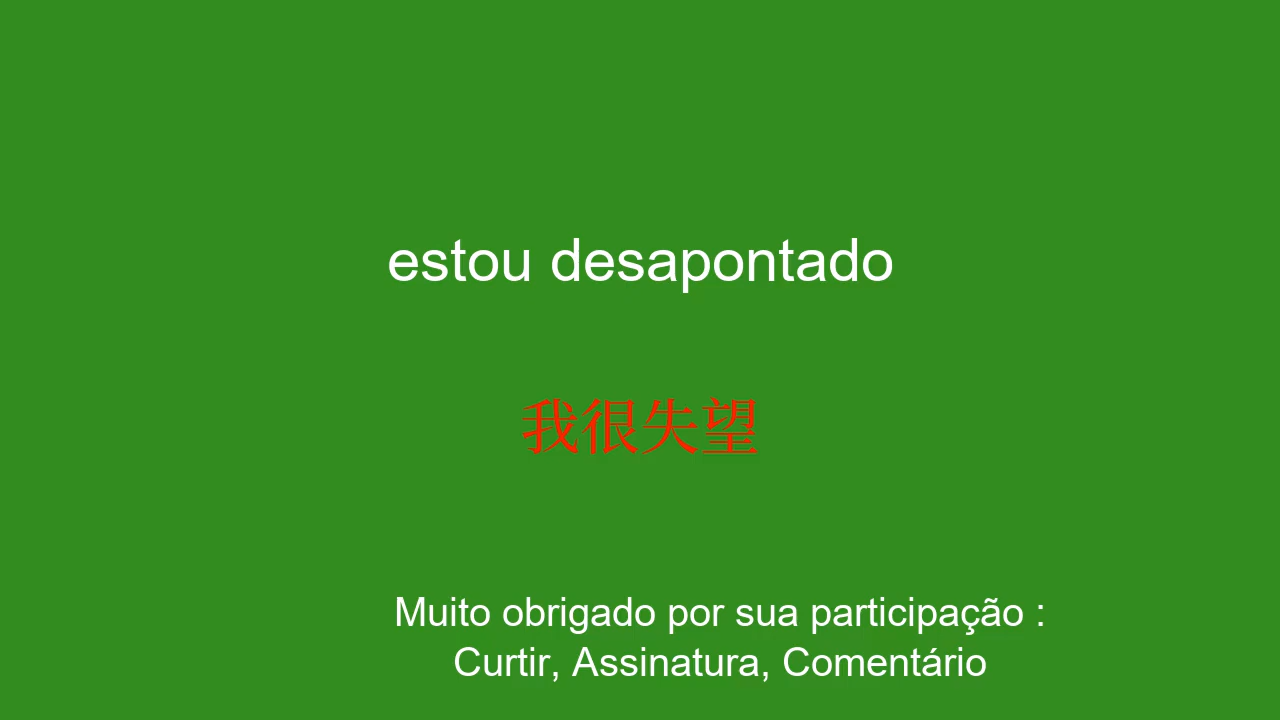 estou desapontado
我很失望
Muito obrigado por sua participação :
Curtir, Assinatura, Comentário